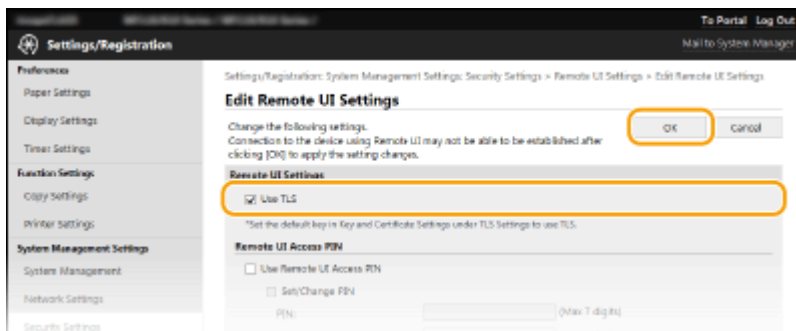 To Portal Log Out
Settings/Registration
Mail to System Manager
Preferences
Paper Settings
Display Settings
Timer Settings
Function Settings
Copy Settings
Printer Settings
System Management Settings
System Management
Network Settings
Security Settings
Settings/Registration: System Management Settings: Security Settings > Remote UI Settings > Edit Remote UI Settings
Edit Remote UI Settings
Change the following settings.
Connection to the device using Remote UI may not be able to be established after
clicking [OK] to apply the setting changes.
OK
Cancel
Remote UI Settings
Use TLS
*Set the default key in Key and Certificate Settings under TLS Settings to use TLS.
Remote UI Access PIN
Use Remote UI Access PIN
Set/Change PIN
PIN:
(Max 7 digits)